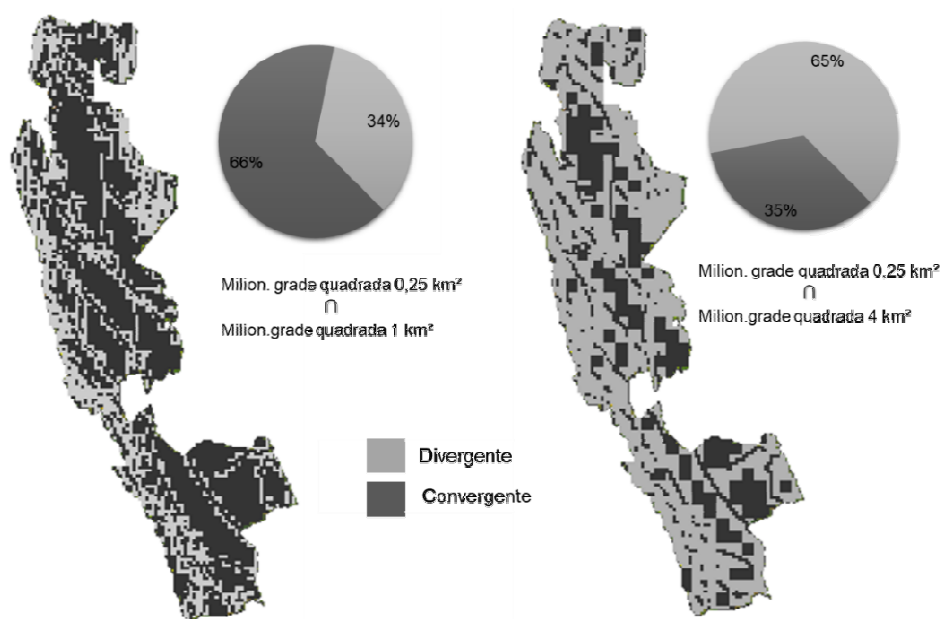 34%
66%
Milion. grade quadrada 0,25 km²
∩
Milion.grade quadrada 1 km²
65%
35%
Milion. grade quadrada 0,25 km²
∩
Milion.grade quadrada 4 km²
Divergente
Convergente